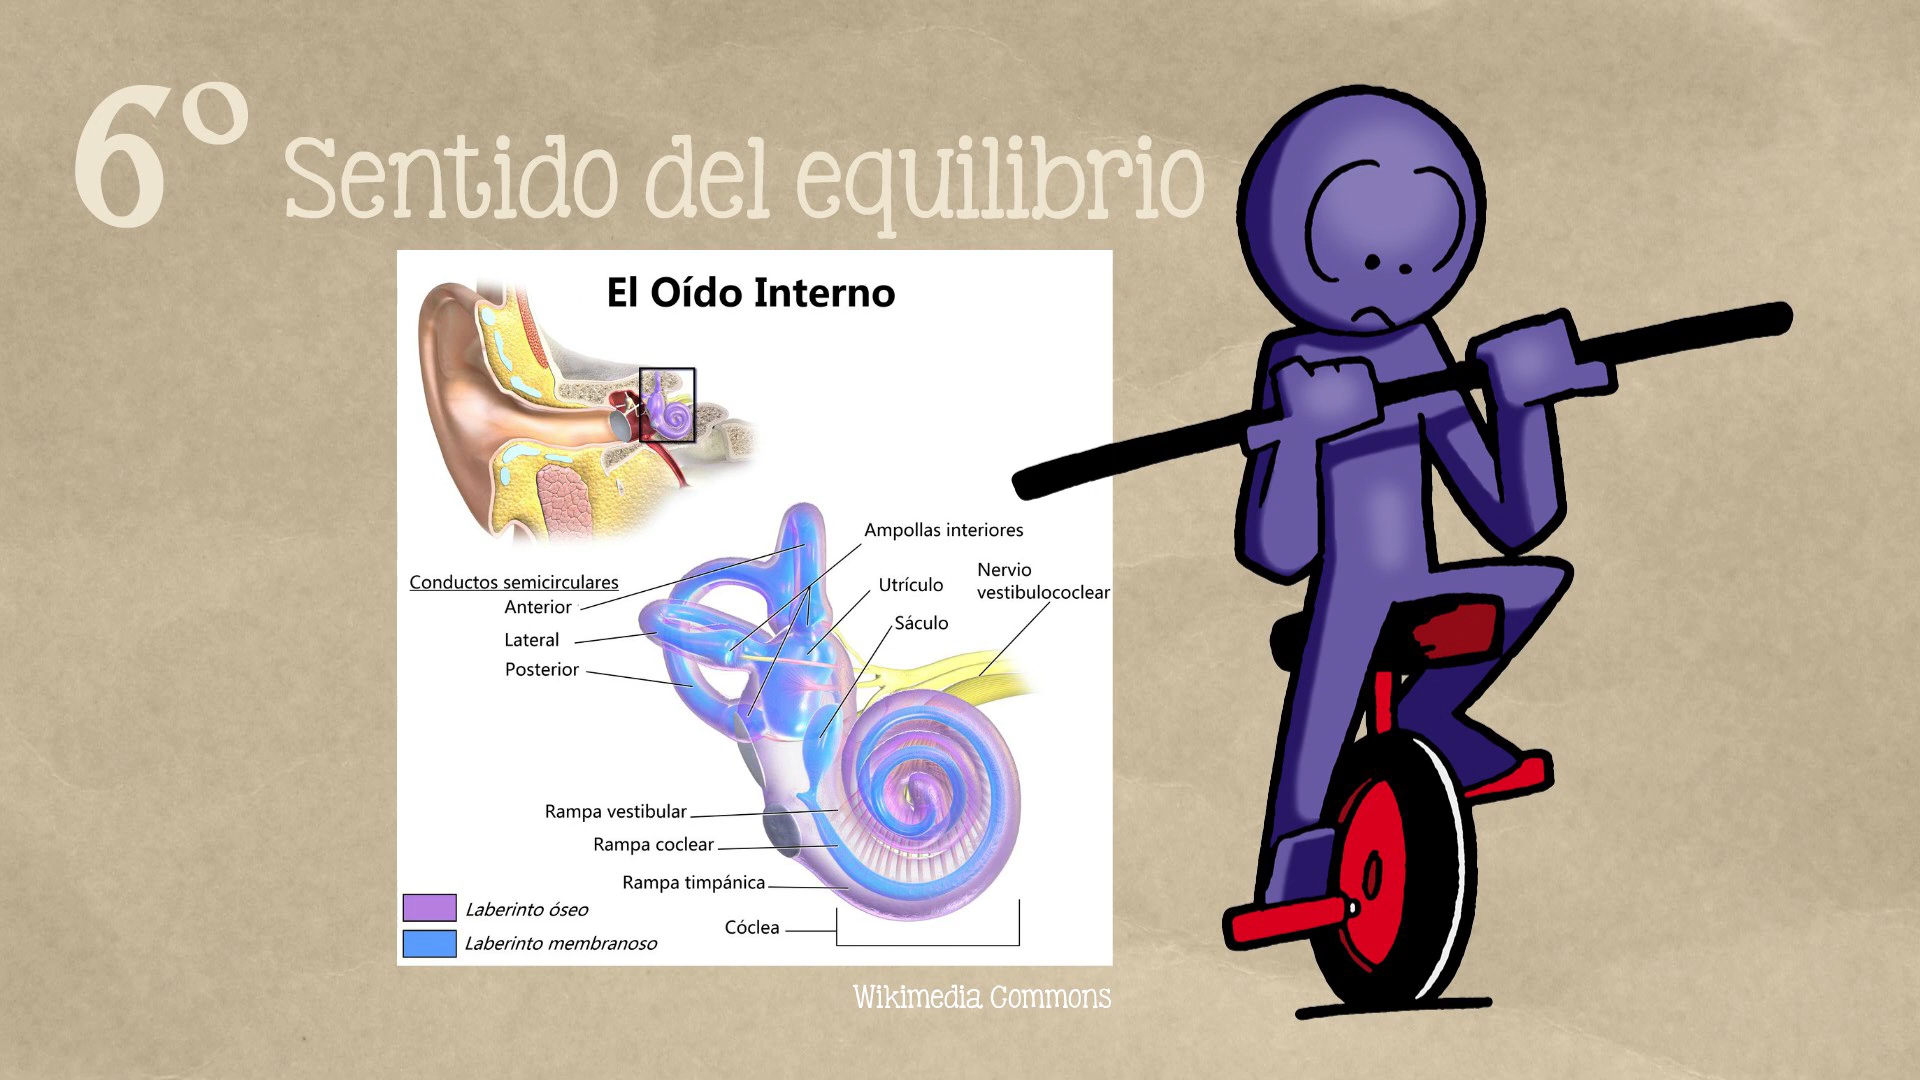 6º Sentido del equilibrio
El Oído Interno
Ampollas interiores
Conductos semicirculares
Anterior
Lateral
Posterior
Utrículo
Sáculo
Nervio
vestibulococlear
Rampa vestibular
Rampa coclear
Rampa timpánica
Cóclea
Laberinto óseo
Laberinto membranoso
Wikimedia Commons